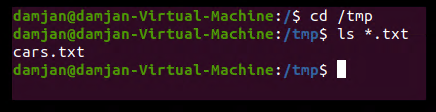 damjan@damjan-Virtual-Machine:/$ cd /tmp
damjan@damjan-Virtual-Machine:/tmp$ ls *.txt
cars.txt
damjan@damjan-Virtual-Machine:/tmp$